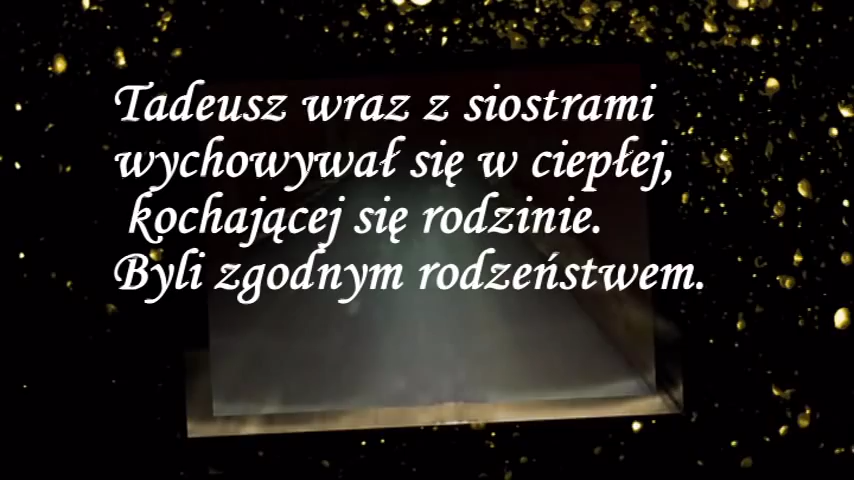 Tadeusz wraz z siostrami
wychowywał się w ciepłej,
kochającej się rodzinie.
Byli zgodnym rodzeństwem.